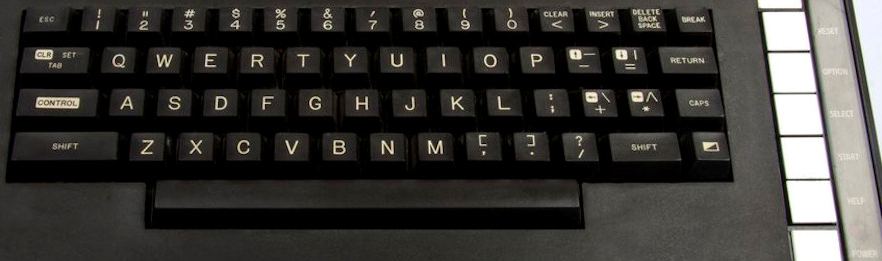 ESC ! 1 " 2 # 3 $ 4 % 5 & 6 ' 7 @ 8 ( 9 ) 0 CLEAR < INSERT > DELETE BACK SPACE BREAK
CLR SET TAB Q W E R T Y U I O P ↑ — - ↓ | = RETURN
CONTROL A S D F G H J K L : ; ← \ + → ^ * CAPS
SHIFT Z X C V B N M [ , ] . ? / SHIFT
RESET
OPTION
SELECT
START
HELP
POWER